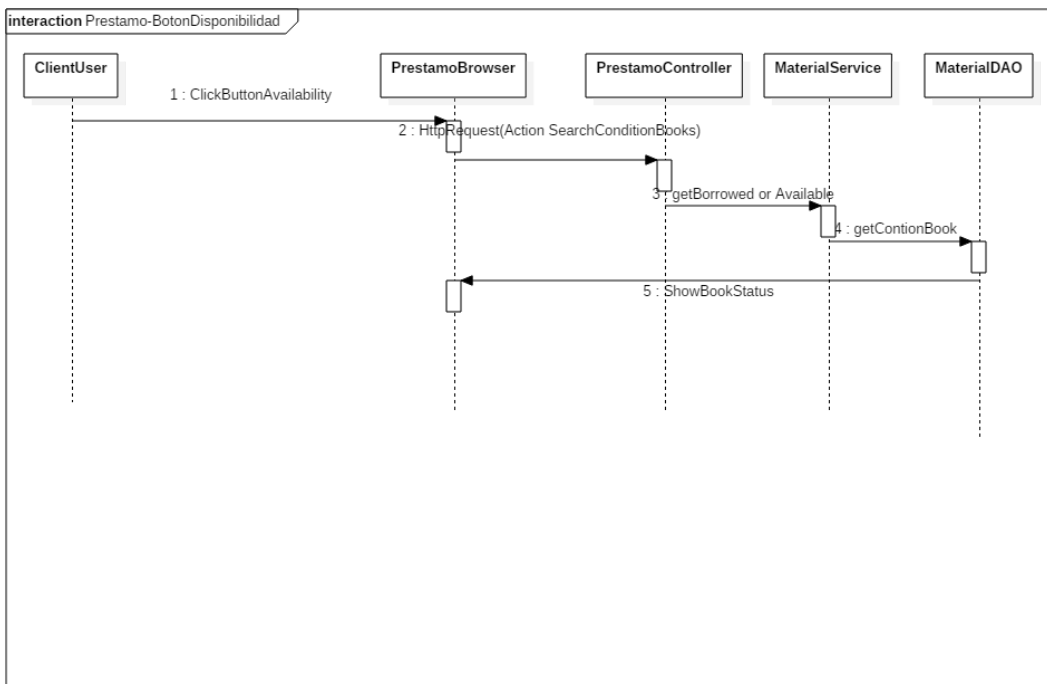 interaction Prestamo-BotonDisponibilidad
ClientUser
PrestamoBrowser
PrestamoController
MaterialService
MaterialDAO
1 : ClickButtonAvailability
2 : HttpRequest(Action SearchConditionBooks)
3 : getBorrowed or Available
4 : getContionBook
5 : ShowBookStatus